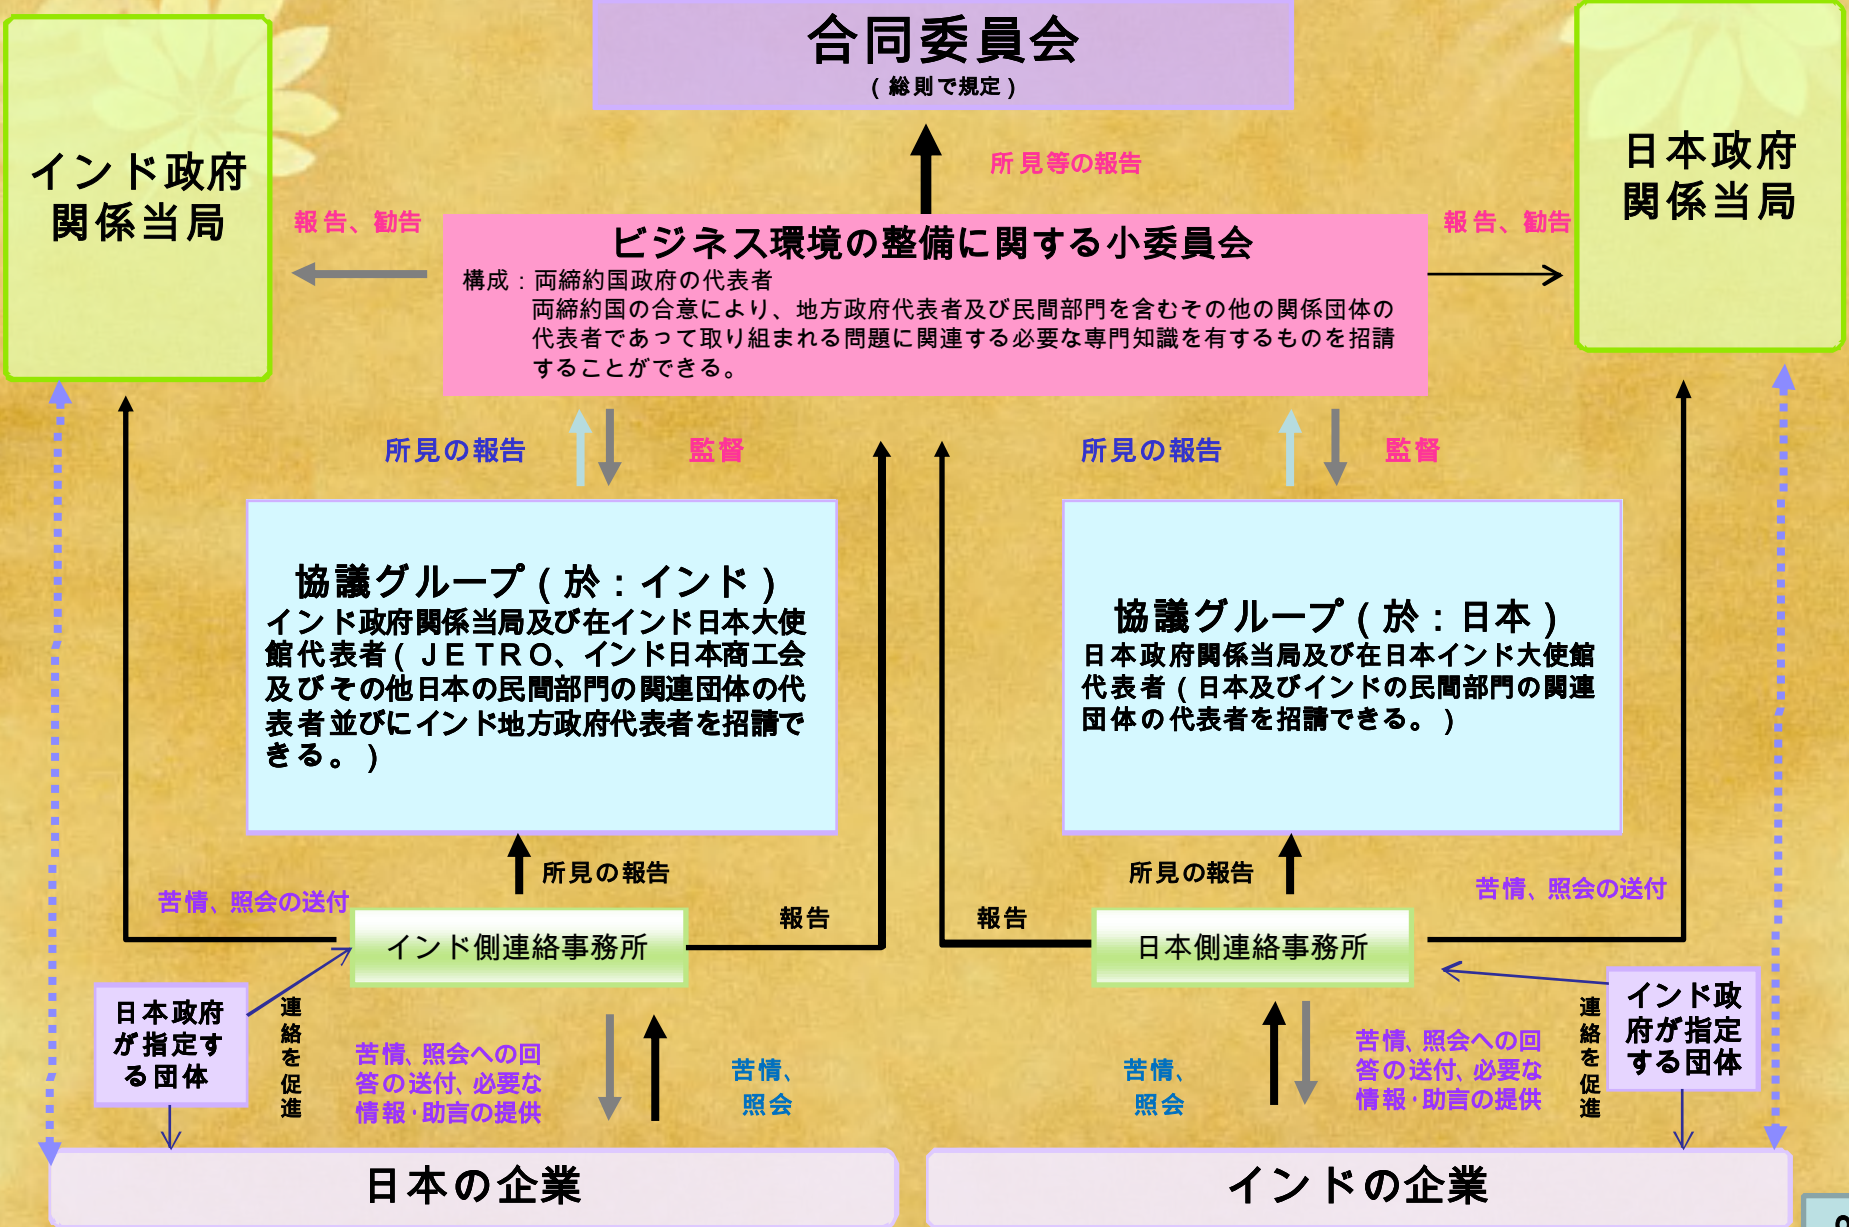 合同委員会
（総則で規定）
インド政府
関係当局
日本政府
関係当局
所見等の報告
報告、勧告
報告、勧告
ビジネス環境の整備に関する小委員会
構成：両締約国政府の代表者
両締約国の合意により、地方政府代表者及び民間部門を含むその他の関係団体の
代表者であって取り組まれる問題に関連する必要な専門知識を有するものを招請
することができる。
所見の報告
監督
所見の報告
監督
協議グループ（於：インド）
インド政府関係当局及び在インド日本大使
館代表者（ＪＥＴＲＯ、インド日本商工会
及びその他日本の民間部門の関連団体の代
表者並びにインド地方政府代表者を招請で
きる。）
協議グループ（於：日本）
日本政府関係当局及び在日本インド大使館
代表者（日本及びインドの民間部門の関連
団体の代表者を招請できる。）
所見の報告
所見の報告
苦情、照会の送付
報告
報告
苦情、照会の送付
インド側連絡事務所
日本側連絡事務所
日本政府
が指定す
る団体
連絡を促進
苦情、照会への回
答の送付、必要な
情報・助言の提供
苦情、
照会
苦情、
照会
苦情、照会への回
答の送付、必要な
情報・助言の提供
連絡を促進
インド政
府が指定
する団体
日本の企業
インドの企業